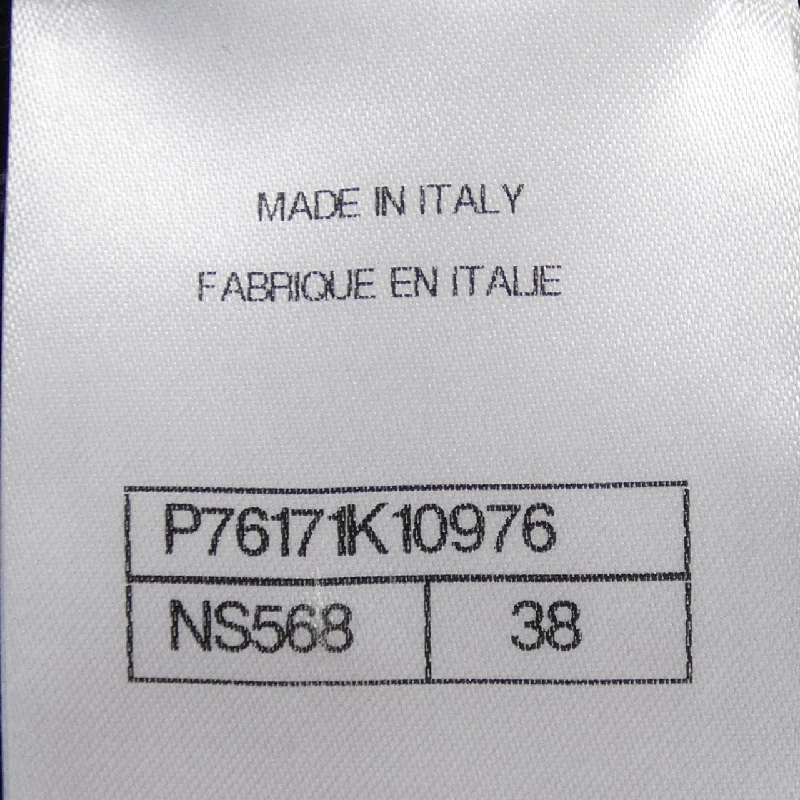 MADE IN ITALY
FABRIQUE EN ITALIE
P76171K10976
NS568 38